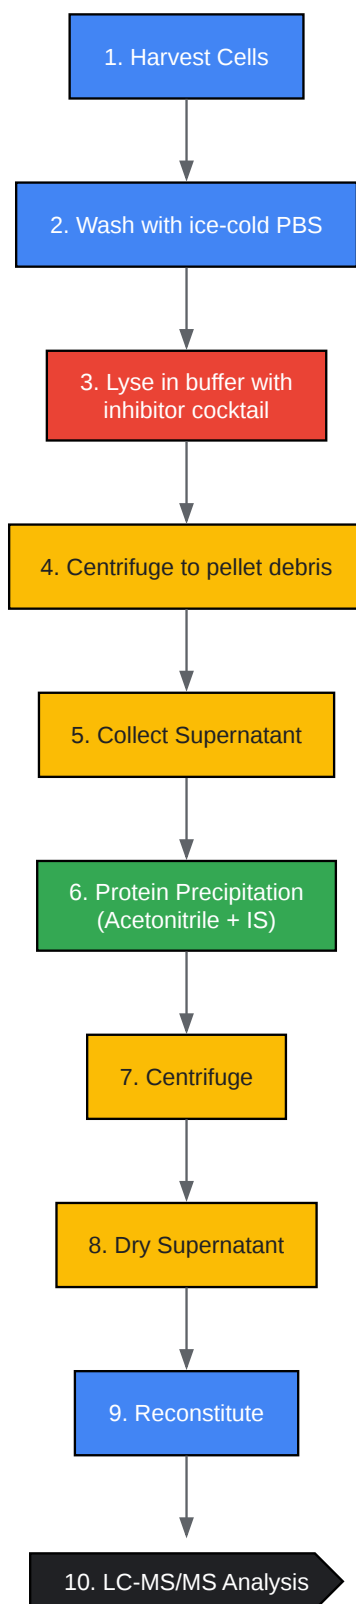 1. Harvest Cells
2. Wash with ice-cold PBS
3. Lyse in buffer with
inhibitor cocktail
4. Centrifuge to pellet debris
5. Collect Supernatant
6. Protein Precipitation
(Acetonitrile + IS)
7. Centrifuge
8. Dry Supernatant
9. Reconstitute
10. LC-MS/MS Analysis